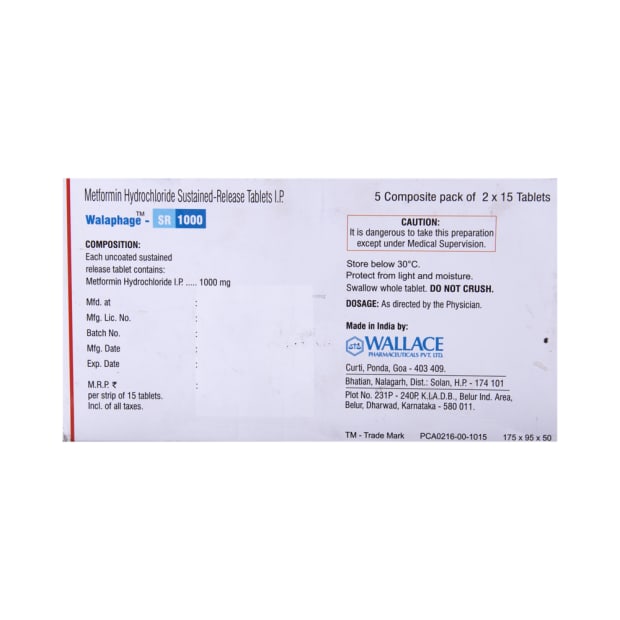 Metformin Hydrochloride Sustained-Release Tablets I.P.
Walaphage™ - SR 1000
COMPOSITION:
Each uncoated sustained
release tablet contains:
Metformin Hydrochloride I.P. ..... 1000 mg
Mfd. at :
Mfg. Lic. No. :
Batch No. :
Mfg. Date :
Exp. Date :
M.R.P. ₹ :
per strip of 15 tablets.
Incl. of all taxes.
5 Composite pack of 2 x 15 Tablets
CAUTION:
It is dangerous to take this preparation
except under Medical Supervision.
Store below 30°C.
Protect from light and moisture.
Swallow whole tablet. DO NOT CRUSH.
DOSAGE: As directed by the Physician.
Made in India by:
WALLACE
PHARMACEUTICALS PVT. LTD.
Curti, Ponda, Goa - 403 409.
Bhatian, Nalagarh, Dist.: Solan, H.P. - 174 101
Plot No. 231P - 240P, K.I.A.D.B., Belur Ind. Area,
Belur, Dharwad, Karnataka - 580 011.
TM - Trade Mark PCA0216-00-1015 175 x 95 x 50